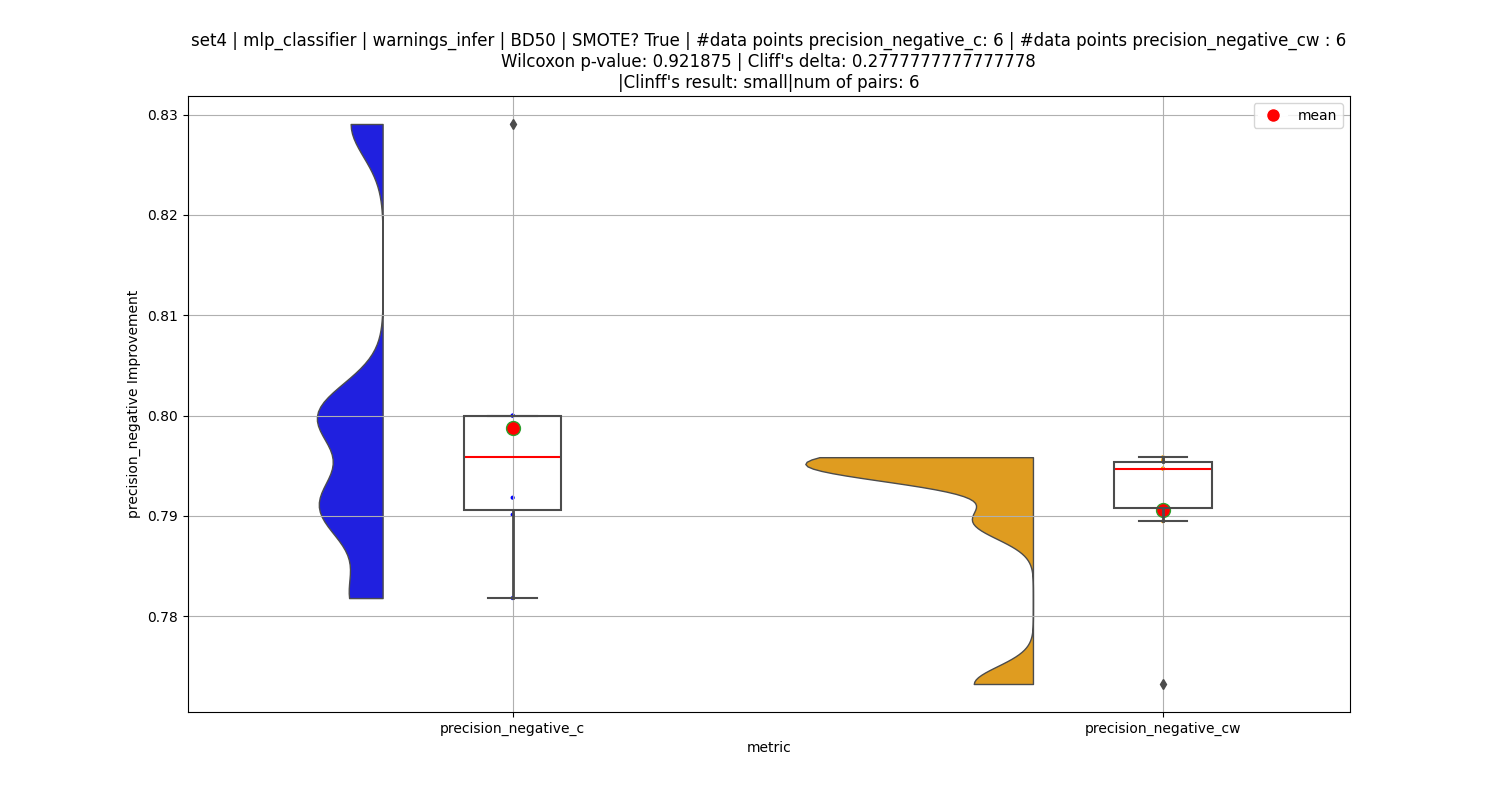 set4 | mlp_classifier | warnings_infer | BD50 | SMOTE? True | #data points precision_negative_c: 6 | #data points precision_negative_cw : 6
Wilcoxon p-value: 0.921875 | Cliff's delta: 0.2777777777777778
|Clinff's result: small|num of pairs: 6
mean
precision_negative Improvement
0.83
0.82
0.81
0.80
0.79
0.78
precision_negative_c
precision_negative_cw
metric